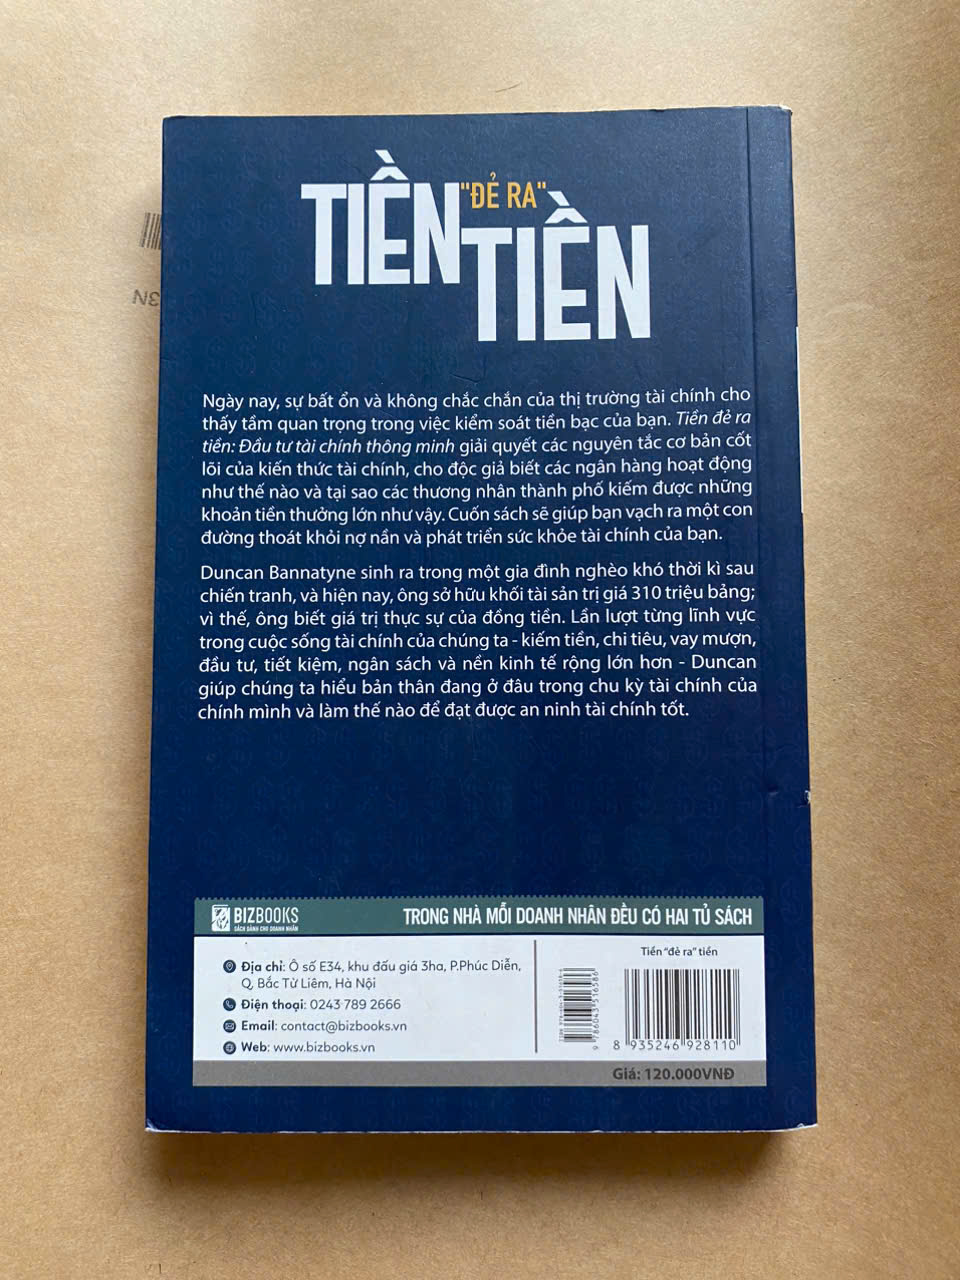 TIỀN "ĐẺ RA" TIỀN
Ngày nay, sự bất ổn và không chắc chắn của thị trường tài chính cho
thấy tầm quan trọng trong việc kiểm soát tiền bạc của bạn. Tiền đẻ ra
tiền: Đầu tư tài chính thông minh giải quyết các nguyên tắc cơ bản cốt
lõi của kiến thức tài chính, cho độc giả biết các ngân hàng hoạt động
như thế nào và tại sao các thương nhân thành phố kiếm được những
khoản tiền thưởng lớn như vậy. Cuốn sách sẽ giúp bạn vạch ra một con
đường thoát khỏi nợ nần và phát triển sức khỏe tài chính của bạn.
Duncan Bannatyne sinh ra trong một gia đình nghèo khó thời kì sau
chiến tranh, và hiện nay, ông sở hữu khối tài sản trị giá 310 triệu bảng;
vì thế, ông biết giá trị thực sự của đồng tiền. Lần lượt từng lĩnh vực
trong cuộc sống tài chính của chúng ta - kiếm tiền, chi tiêu, vay mượn,
đầu tư, tiết kiệm, ngân sách và nền kinh tế rộng lớn hơn - Duncan
giúp chúng ta hiểu bản thân đang ở đâu trong chu kỳ tài chính của
chính mình và làm thế nào để đạt được an ninh tài chính tốt.
BIZBOOKS
SÁCH DÀNH CHO DOANH NHÂN
TRONG NHÀ MỖI DOANH NHÂN ĐỀU CÓ HAI TỦ SÁCH
Địa chỉ: Ô số E34, khu đấu giá 3ha, P.Phúc Diễn,
Q. Bắc Từ Liêm, Hà Nội
Điện thoại: 0243 789 2666
Email: contact@bizbooks.vn
Web: www.bizbooks.vn
Tiền "đẻ ra" tiền
9 786043 516586
8 935246 928110
Giá: 120.000VNĐ